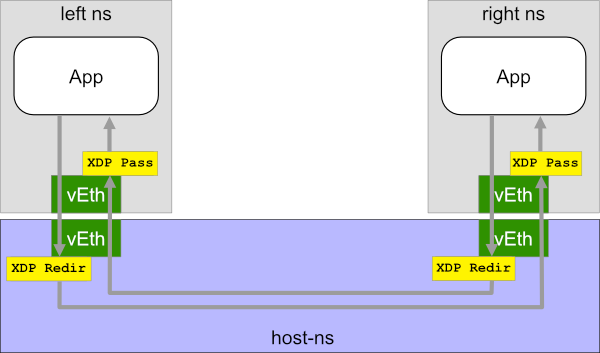 left ns
right ns
App
App
XDP Pass
XDP Pass
vEth
vEth
vEth
vEth
XDP Redir
XDP Redir
host-ns